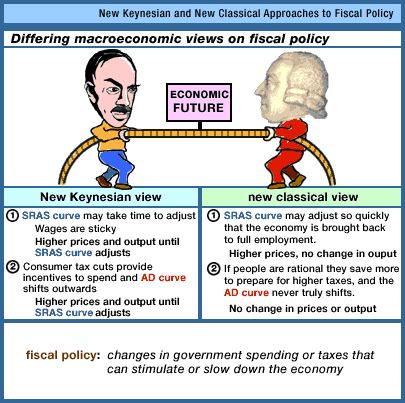 New Keynesian and New Classical Approaches to Fiscal Policy
Differing macroeconomic views on fiscal policy
ECONOMIC
FUTURE
New Keynesian view
① SRAS curve may take time to adjust
Wages are sticky
Higher prices and output until
SRAS curve adjusts
② Consumer tax cuts provide
incentives to spend and AD curve
shifts outwards
Higher prices and output until
SRAS curve adjusts
new classical view
① SRAS curve may adjust so quickly
that the economy is brought back
to full employment.
Higher prices, no change in ouput
② If people are rational they save more
to prepare for higher taxes, and the
AD curve never truly shifts.
No change in prices or output
fiscal policy: changes in government spending or taxes that
can stimulate or slow down the economy